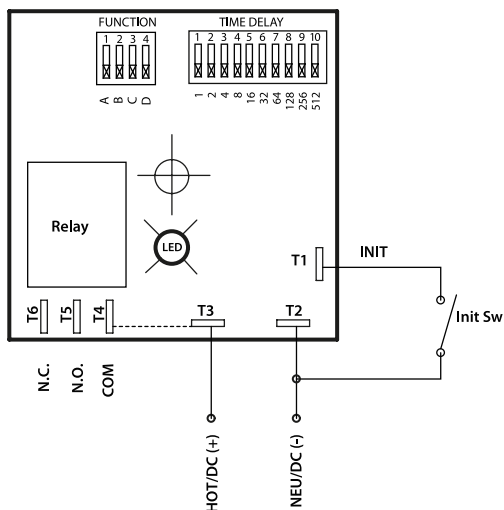 FUNCTION TIME DELAY
1 2 3 4 1 2 3 4 5 6 7 8 9 10
A B C D 1 2 4 8 16 32 64 128 256 512
Relay
LED
T1 INIT
Init Sw
T6 T5 T4 T3 T2
N.C. N.O. COM
HOT/DC (+) NEU/DC (-)